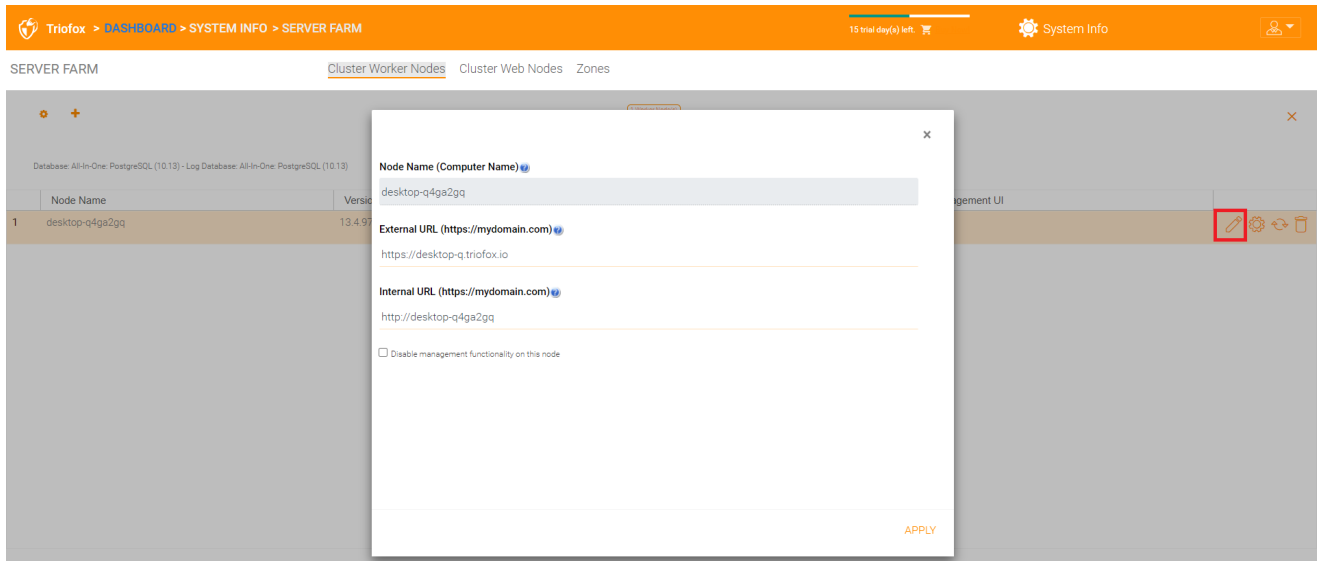 Triofox > DASHBOARD > SYSTEM INFO > SERVER FARM
15 trial day(s) left.
System Info
SERVER FARM
Cluster Worker Nodes Cluster Web Nodes Zones
Database: All-In-One: PostgreSQL (10.13) - Log Database: All-In-One: PostgreSQL (10.13)
Node Name
1 desktop-q4ga2gq 13.4.97
Node Name (Computer Name)
desktop-q4ga2gq
External URL (https://mydomain.com)
https://desktop-q.triofox.io
Internal URL (https://mydomain.com)
http://desktop-q4ga2gq
Disable management functionality on this node
APPLY